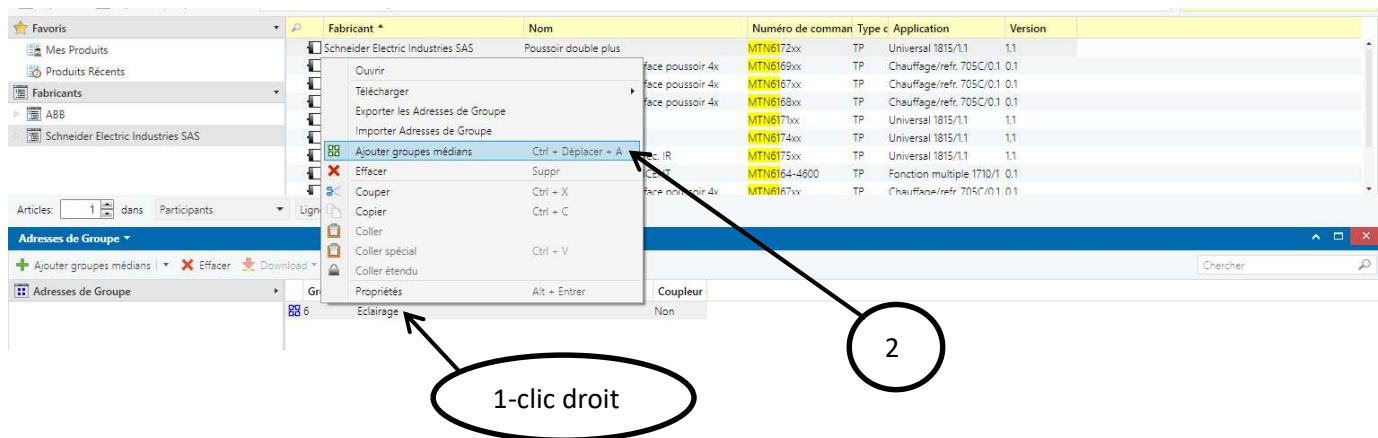 Favoris
Fabricant
Nom
Numéro de comman
Type c
Application
Version
Mes Produits
Schneider Electric Industries SAS
Poussoir double plus
MTN6172xx
TP
Universal 1815/1.1
1.1
Produits Récents
Ouvrir
face poussoir 4x
MTN6169xx
TP
Chauffage/refr. 705C/0.1
0.1
Fabricants
Télécharger
face poussoir 4x
MTN6167xx
TP
Chauffage/refr. 705C/0.1
0.1
ABB
Exporter les Adresses de Groupe
face poussoir 4x
MTN6168xx
TP
Chauffage/refr. 705C/0.1
0.1
Schneider Electric Industries SAS
Importer Adresses de Groupe
MTN6171xx
TP
Universal 1815/1.1
1.1
MTN6174xx
TP
Universal 1815/1.1
1.1
Ajouter groupes médians
Ctrl + Déplacer + A
ec. IR
MTN6175xx
TP
Universal 1815/1.1
1.1
Effacer
Suppr
MTN6164-4600
TP
Fonction multiple 1710/1
0.1
Couper
Ctrl + X
face poussoir 4x
MTN6167xx
TP
Chauffage/refr. 705C/0.1
0.1
Articles:
1
dans
Participants
Lign
Copier
Ctrl + C
Coller
Adresses de Groupe
Coller spécial
Ctrl + V
Ajouter groupes médians
Effacer
Download
Coller étendu
Chercher
Adresses de Groupe
Gr
Propriétés
Alt + Entrer
Coupleur
6
Eclairage
Non
2
1-clic droit